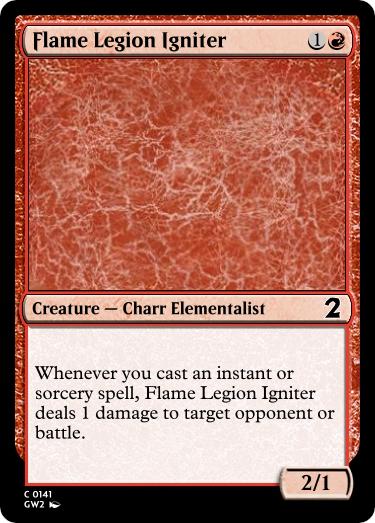 Flame Legion Igniter 1
Creature — Charr Elementalist 2
Whenever you cast an instant or
sorcery spell, Flame Legion Igniter
deals 1 damage to target opponent or
battle.
2/1
C 0141
GW2